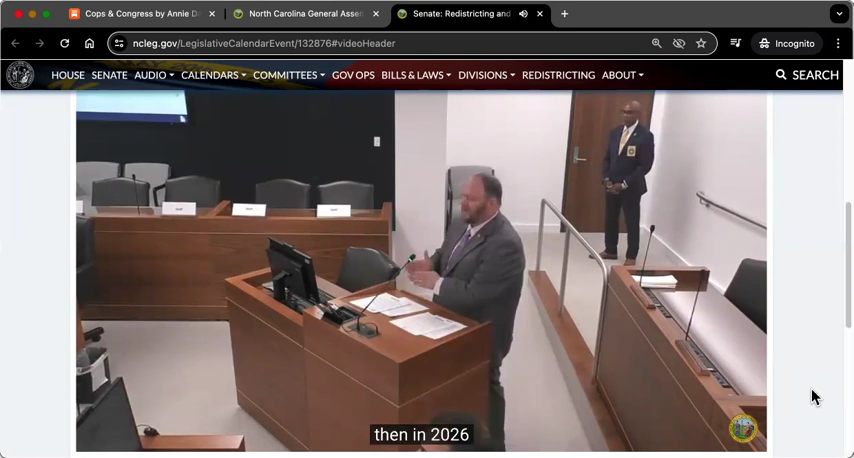 Cops & Congress by Annie D
North Carolina General Assem
Senate: Redistricting and
ncleg.gov/LegislativeCalendarEvent/132876#videoHeader
Incognito
HOUSE SENATE AUDIO CALENDARS COMMITTEES GOV OPS BILLS & LAWS DIVISIONS REDISTRICTING ABOUT SEARCH
then in 2026